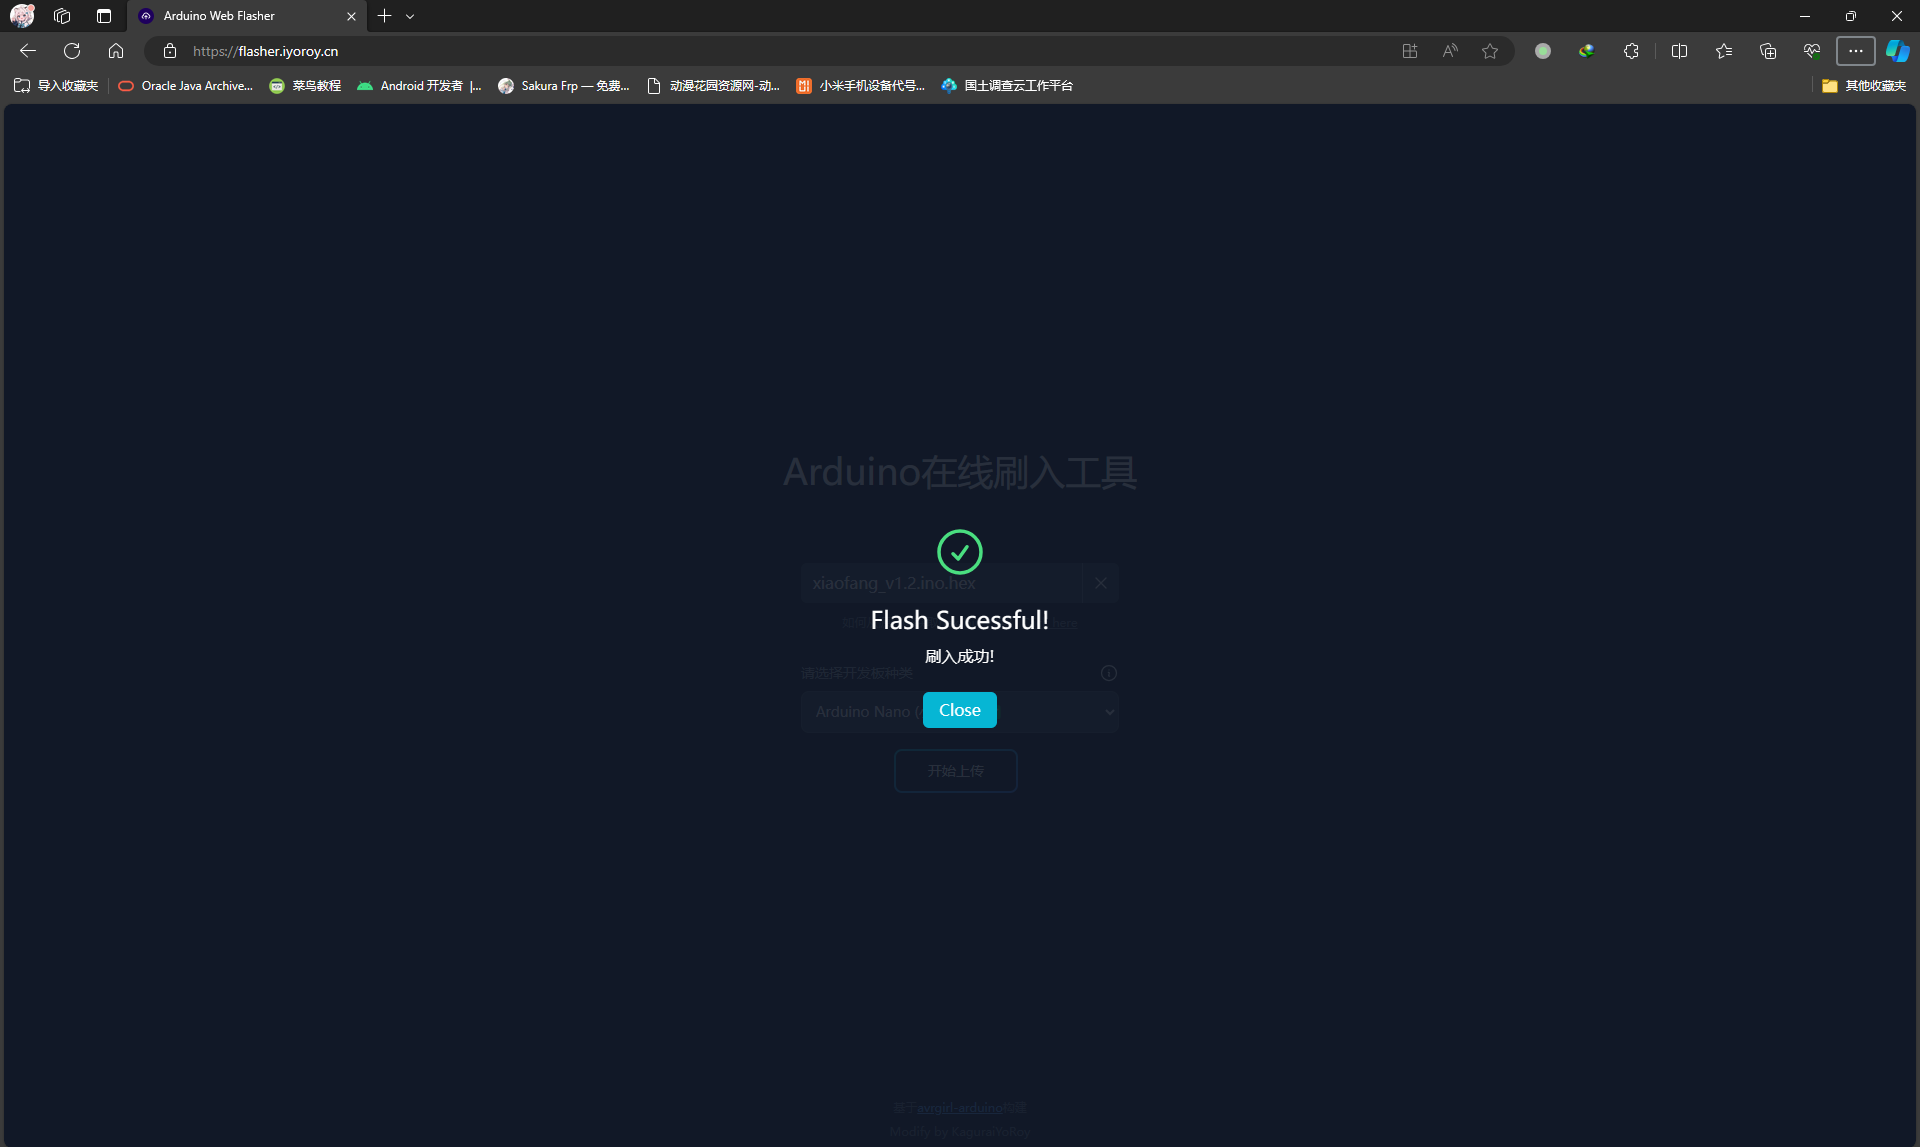 Arduino Web Flasher
https://flasher.iyoroy.cn
导入收藏夹
Oracle Java Archive...
菜鸟教程
Android 开发者 |...
Sakura Frp — 免费...
动漫花园资源网-动...
小米手机设备代号...
国土调查云工作平台
其他收藏夹
Arduino在线刷入工具
xiaofang_v1.2.ino.hex
Flash Sucessful!
刷入成功!
请选择开发板种类
Arduino Nano (
Close
开始上传
基于avrgirl-arduino构建
Modify by KaguraiYoRoy